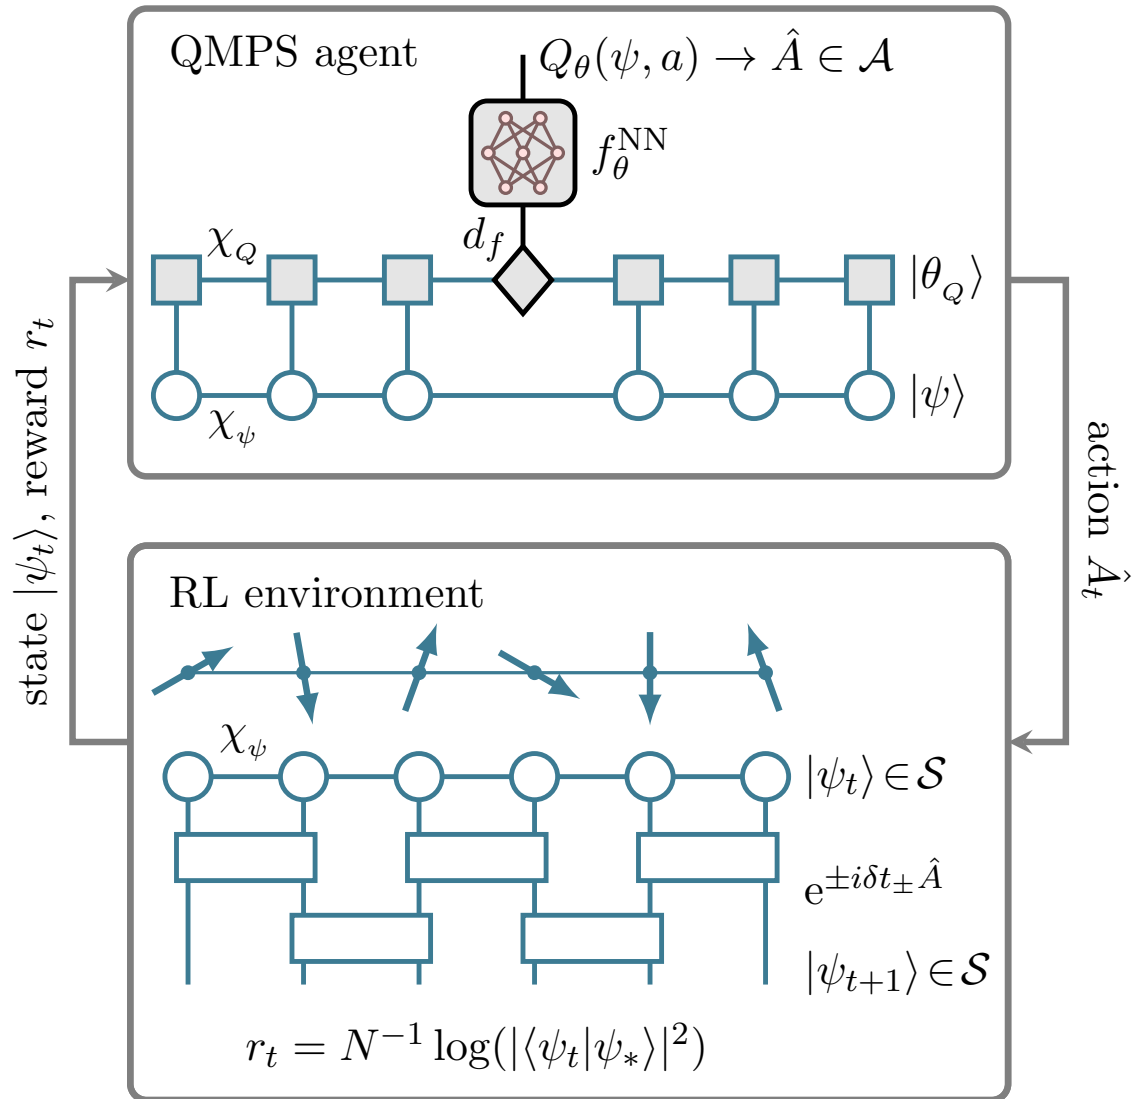 QMPS agent
Q_θ(ψ, a) → Â ∈ 𝒜
f_θ^NN
d_f
χ_Q
|θ_Q⟩
|ψ⟩
χ_ψ
state |ψ_t⟩, reward r_t
action Â_t
RL environment
χ_ψ
|ψ_t⟩ ∈ 𝒮
e^{±iδt_± Â}
|ψ_{t+1}⟩ ∈ 𝒮
r_t = N^{−1} log(|⟨ψ_t|ψ_*⟩|^2)